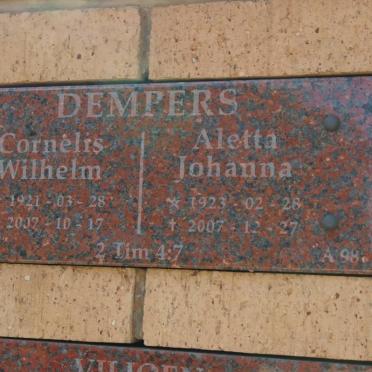 DEMPERS
Cornelis Wilhelm
1921 - 03 - 28
2007 - 10 - 17
Aletta Johanna
☆ 1923 - 02 - 28
† 2007 - 12 - 27
2 Tim 4:7
A 98